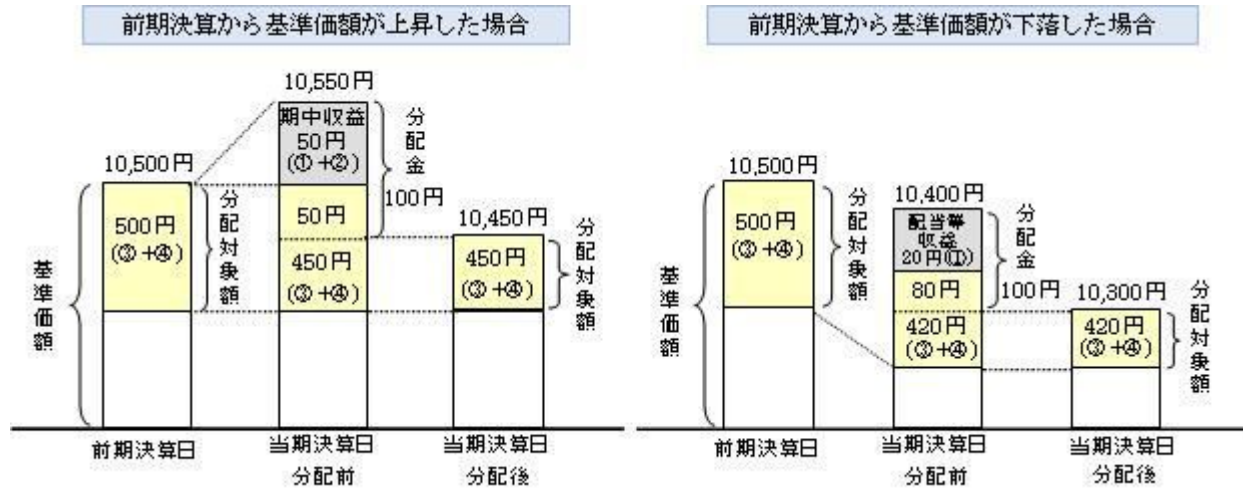 前期決算から基準価額が上昇した場合
10,550円
期中収益
50円
(①+②)
分配金
10,500円
500円
(③+④)
分配対象額
50円
100円
10,450円
450円
(③+④)
450円
(③+④)
分配対象額
基準価額
前期決算日
当期決算日
分配前
当期決算日
分配後
前期決算から基準価額が下落した場合
10,500円
500円
(③+④)
分配対象額
10,400円
配当等
収益
20円(①)
分配金
80円
100円
10,300円
420円
(③+④)
420円
(③+④)
分配対象額
基準価額
前期決算日
当期決算日
分配前
当期決算日
分配後